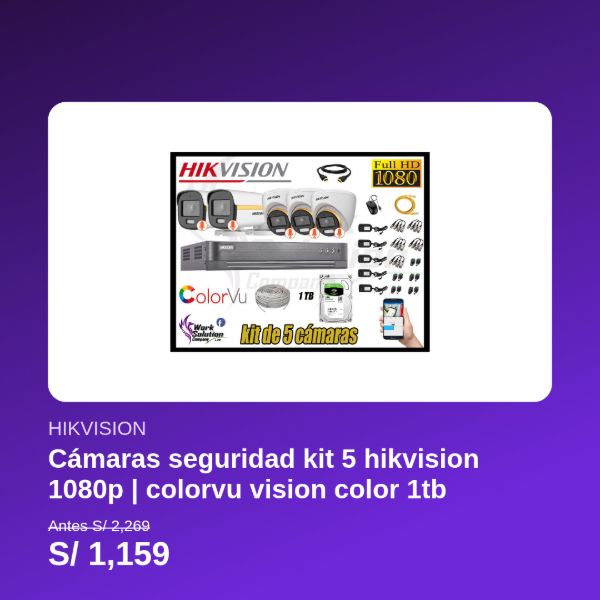 HIKVISION
Full HD
1080
ColorVu
1 TB
Work
Solution
Company
kit de 5 cámaras
HIKVISION
Cámaras seguridad kit 5 hikvision
1080p | colorvu vision color 1tb
Antes S/ 2,269
S/ 1,159